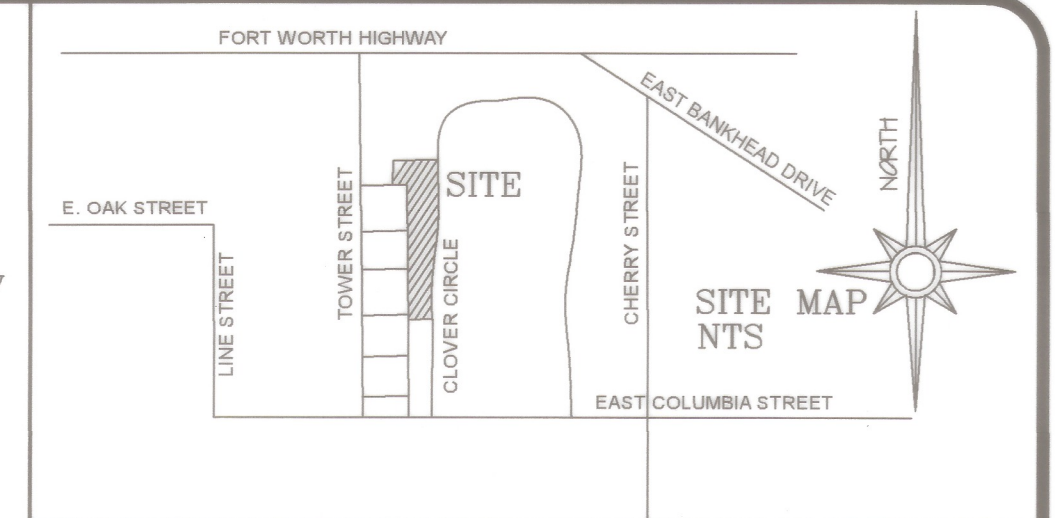 FORT WORTH HIGHWAY
EAST BANKHEAD DRIVE
NORTH
SITE
E. OAK STREET
TOWER STREET
CHERRY STREET
LINE STREET
CLOVER CIRCLE
SITE MAP
NTS
EAST COLUMBIA STREET